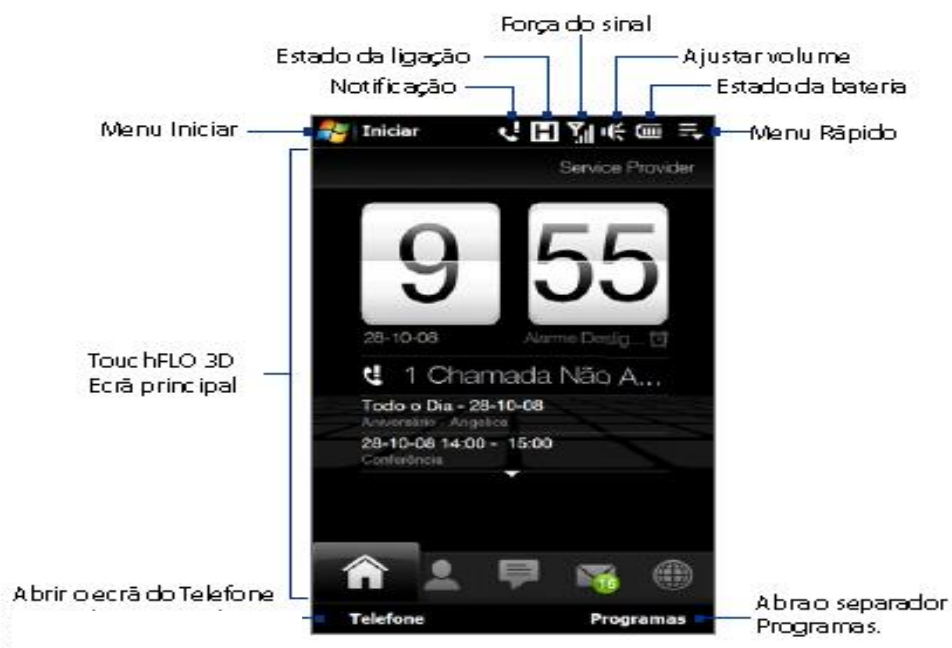 Força do sinal
Estado da ligação
Ajustar volume
Notificação
Estado da bateria
Menu Iniciar
Iniciar
Menu Rápido
Service Provider
9 55
28-10-08
Alarme Deslig...
TouchFLO 3D
Ecrã principal
1 Chamada Não A...
Todo o Dia - 28-10-08
Aniversário - Angelica
28-10-08 14:00 - 15:00
Conferência
16
Abrir o ecrã do Telefone
Telefone
Programas
Abra o separador
Programas.